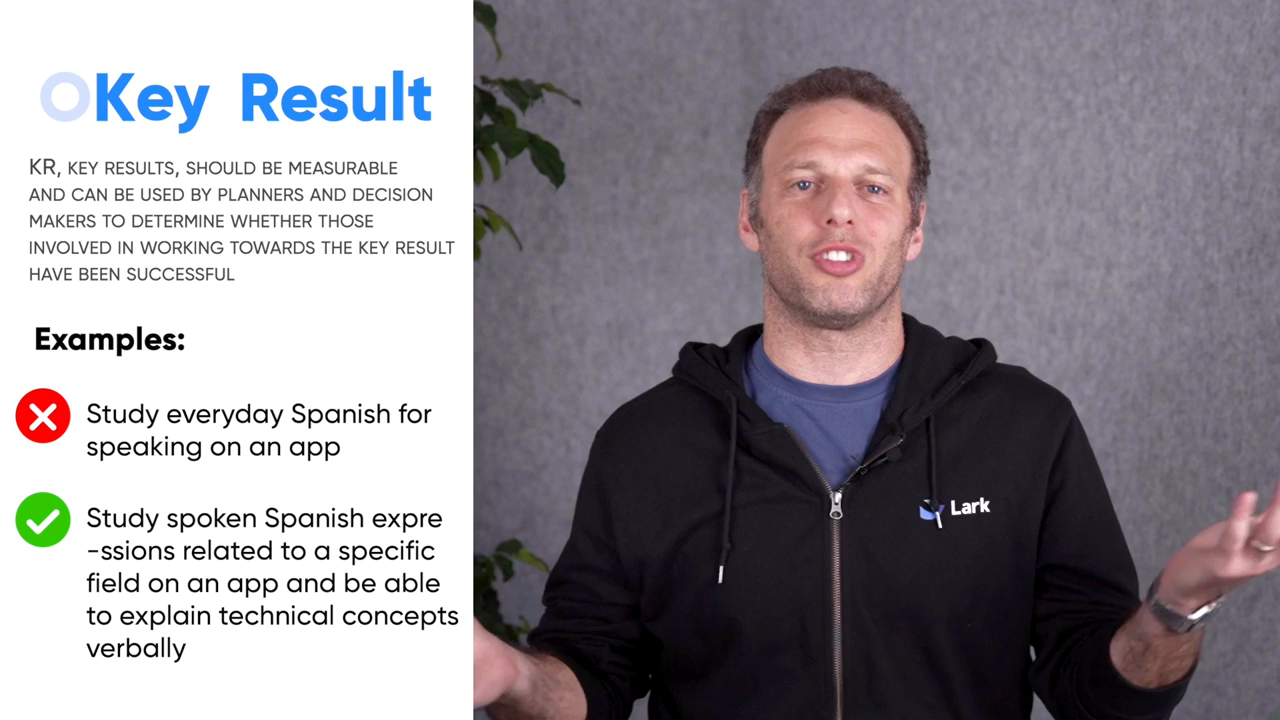 OKey Result
KR, KEY RESULTS, SHOULD BE MEASURABLE
AND CAN BE USED BY PLANNERS AND DECISION
MAKERS TO DETERMINE WHETHER THOSE
INVOLVED IN WORKING TOWARDS THE KEY RESULT
HAVE BEEN SUCCESSFUL
Examples:
Study everyday Spanish for
speaking on an app
Study spoken Spanish expre
-ssions related to a specific
field on an app and be able
to explain technical concepts
verbally
Lark